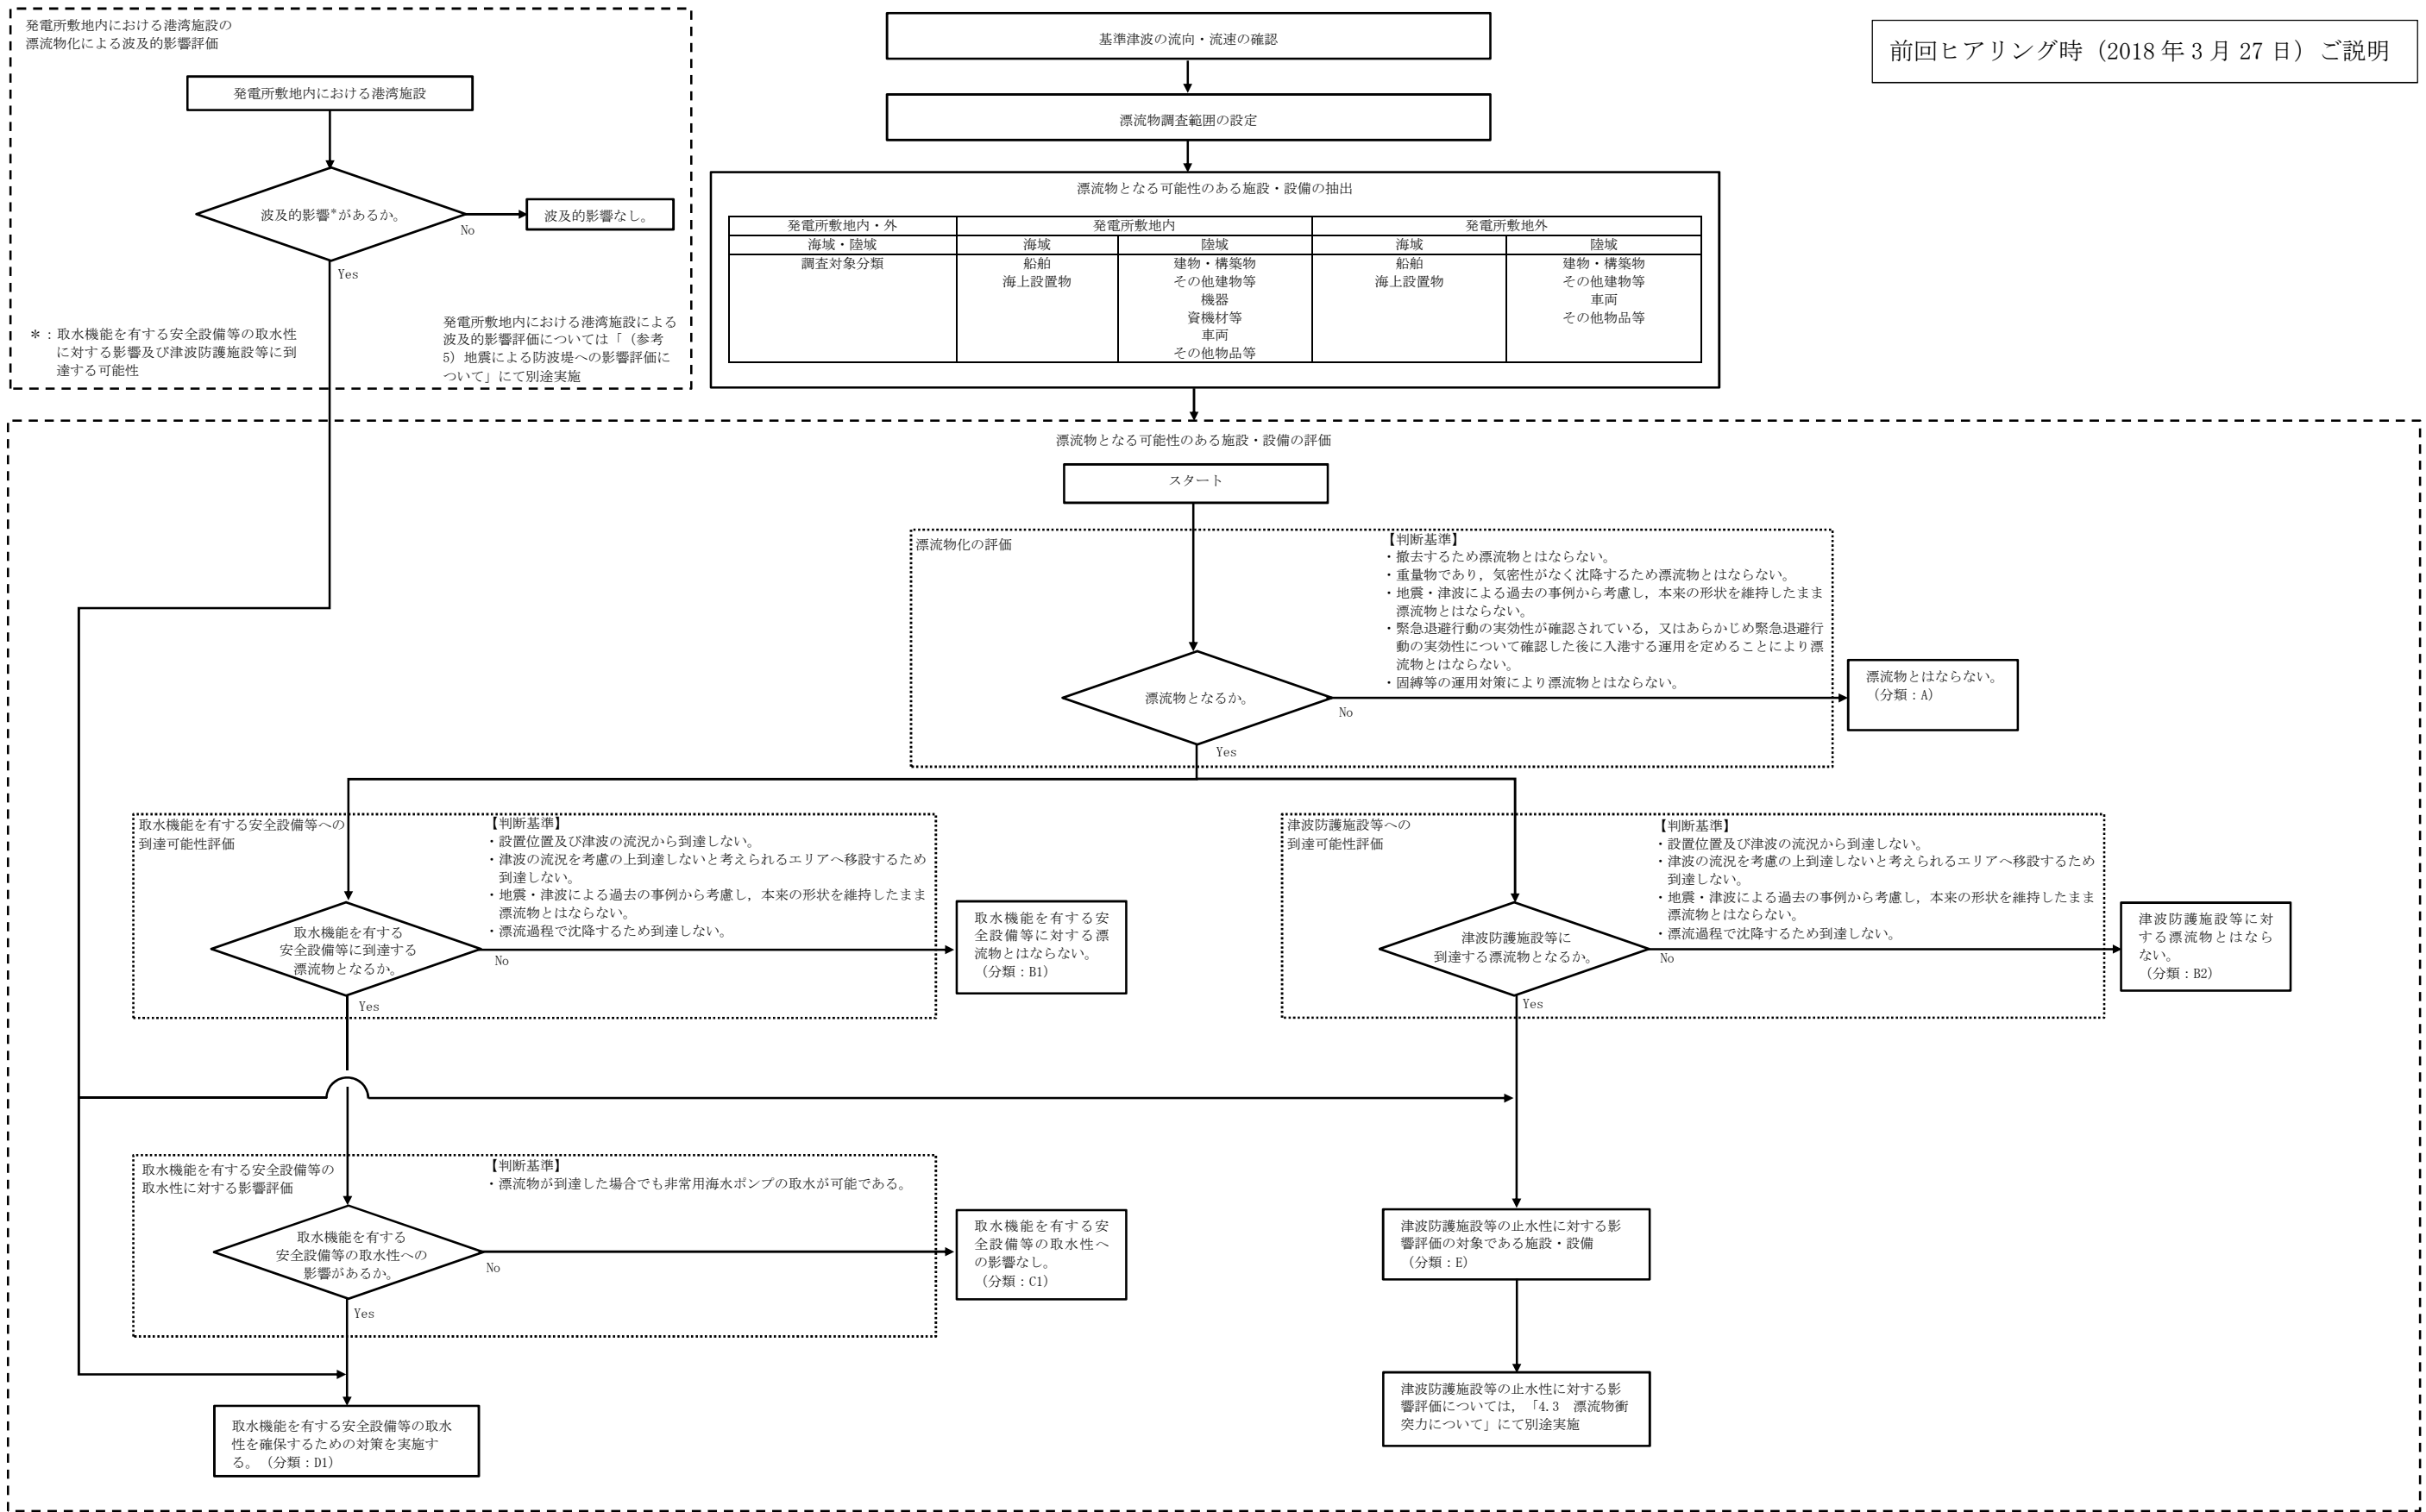 発電所敷地内における港湾施設の
漂流物化による波及的影響評価
発電所敷地内における港湾施設
波及的影響*があるか。
No
波及的影響なし。
Yes
＊：取水機能を有する安全設備等の取水性
に対する影響及び津波防護施設等に到
達する可能性
発電所敷地内における港湾施設による
波及的影響評価については「（参考
5）地震による防波堤への影響評価に
ついて」にて別途実施
基準津波の流向・流速の確認
漂流物調査範囲の設定
漂流物となる可能性のある施設・設備の抽出
発電所敷地内・外 発電所敷地内 発電所敷地外
海域・陸域 海域 陸域 海域 陸域
調査対象分類 船舶 建物・構築物 船舶 建物・構築物
海上設置物 その他建物等 海上設置物 その他建物等
機器 車両
資機材等 その他物品等
車両
その他物品等
前回ヒアリング時（2018 年 3 月 27 日）ご説明
漂流物となる可能性のある施設・設備の評価
スタート
漂流物化の評価
【判断基準】
・撤去するため漂流物とはならない。
・重量物であり，気密性がなく沈降するため漂流物とはならない。
・地震・津波による過去の事例から考慮し，本来の形状を維持したまま
漂流物とはならない。
・緊急退避行動の実効性が確認されている，又はあらかじめ緊急退避行
動の実効性について確認した後に入港する運用を定めることにより漂
流物とはならない。
・固縛等の運用対策により漂流物とはならない。
漂流物となるか。
No
Yes
漂流物とはならない。
（分類：A）
取水機能を有する安全設備等への
到達可能性評価
【判断基準】
・設置位置及び津波の流況から到達しない。
・津波の流況を考慮の上到達しないと考えられるエリアへ移設するため
到達しない。
・地震・津波による過去の事例から考慮し，本来の形状を維持したまま
漂流物とはならない。
・漂流過程で沈降するため到達しない。
取水機能を有する
安全設備等に到達する
漂流物となるか。
No
Yes
取水機能を有する安
全設備等に対する漂
流物とはならない。
（分類：B1）
津波防護施設等への
到達可能性評価
【判断基準】
・設置位置及び津波の流況から到達しない。
・津波の流況を考慮の上到達しないと考えられるエリアへ移設するため
到達しない。
・地震・津波による過去の事例から考慮し，本来の形状を維持したまま
漂流物とはならない。
・漂流過程で沈降するため到達しない。
津波防護施設等に
到達する漂流物となるか。
No
Yes
津波防護施設等に対
する漂流物とはなら
ない。
（分類：B2）
取水機能を有する安全設備等の
取水性に対する影響評価
【判断基準】
・漂流物が到達した場合でも非常用海水ポンプの取水が可能である。
取水機能を有する
安全設備等の取水性への
影響があるか。
No
Yes
取水機能を有する安
全設備等の取水性へ
の影響なし。
（分類：C1）
津波防護施設等の止水性に対する影
響評価の対象である施設・設備
（分類：E）
取水機能を有する安全設備等の取水
性を確保するための対策を実施す
る。（分類：D1）
津波防護施設等の止水性に対する影
響評価については，「4.3　漂流物衝
突力について」にて別途実施